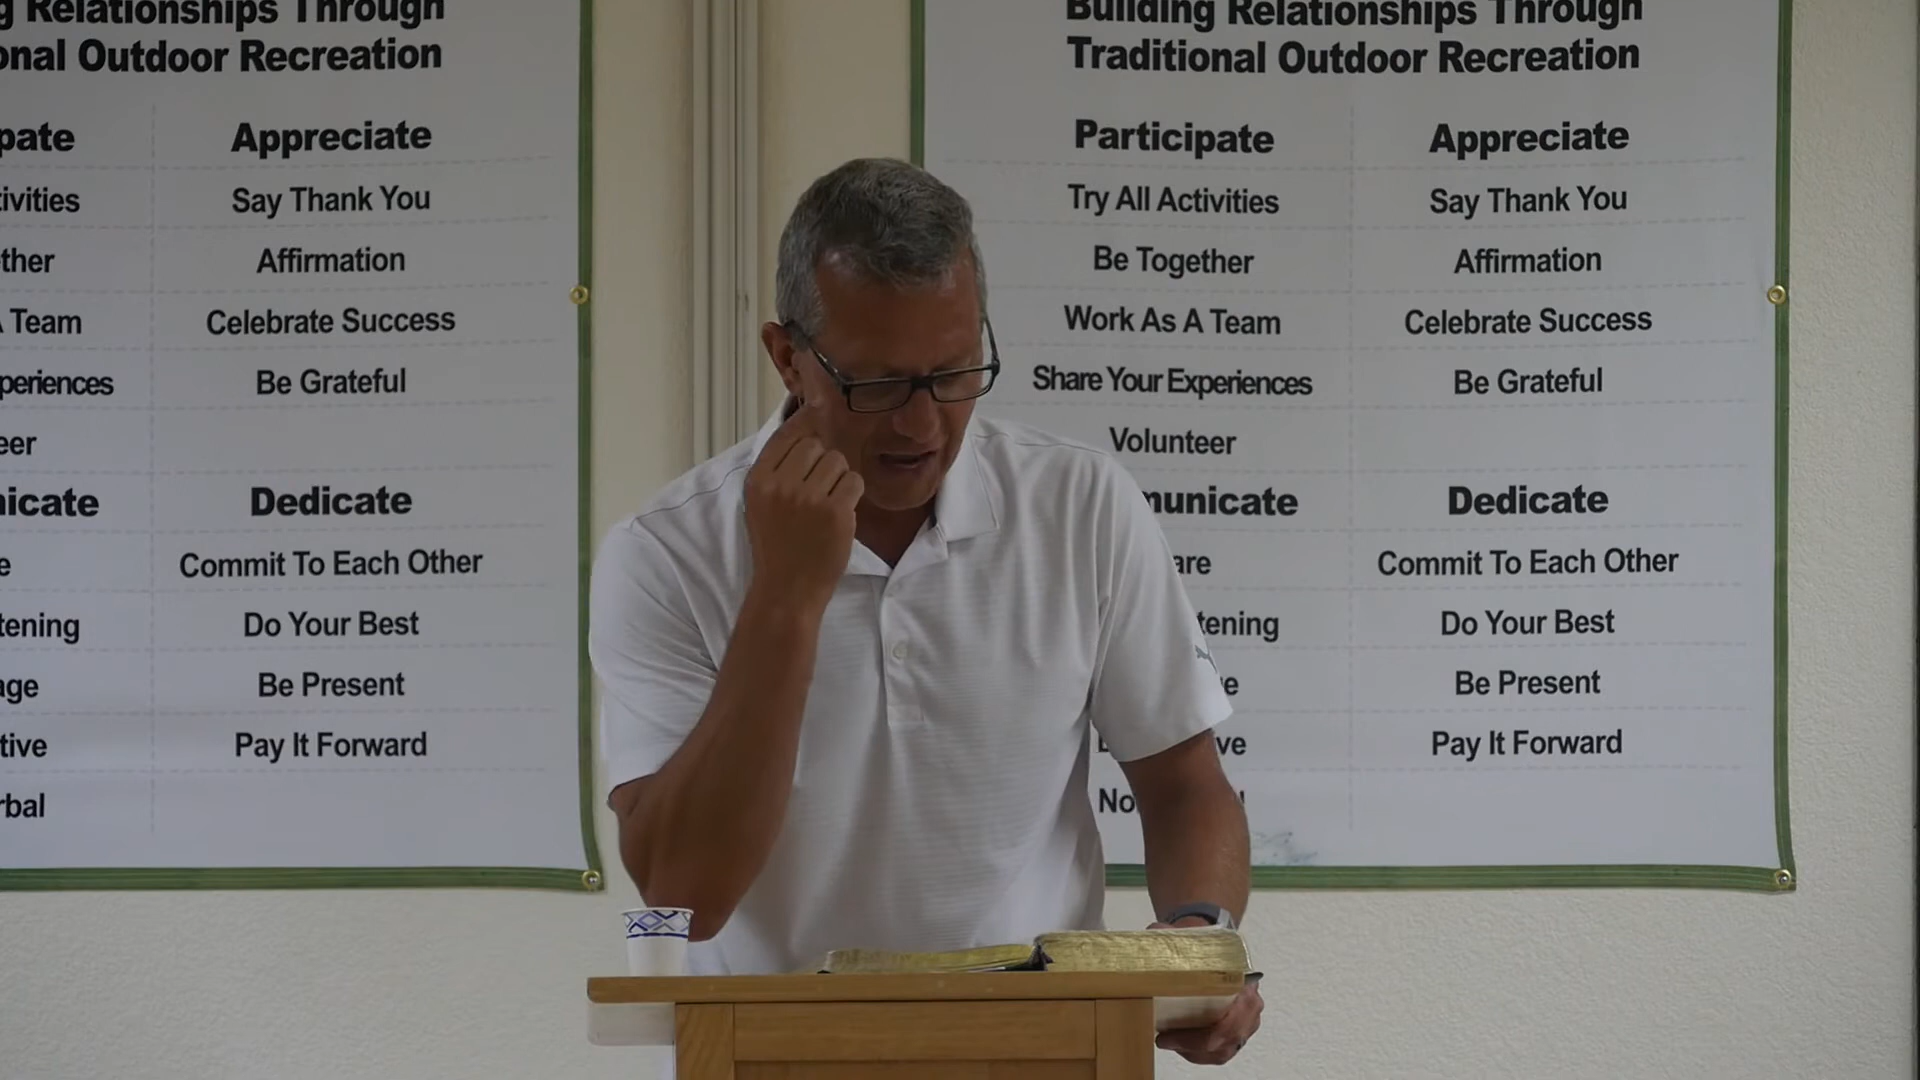 g Relationships Through
onal Outdoor Recreation
pate Appreciate
ivities Say Thank You
ther Affirmation
A Team Celebrate Success
periences Be Grateful
eer
nicate Dedicate
e Commit To Each Other
tening Do Your Best
age Be Present
tive Pay It Forward
rbal
Building Relationships Through
Traditional Outdoor Recreation
Participate Appreciate
Try All Activities Say Thank You
Be Together Affirmation
Work As A Team Celebrate Success
Share Your Experiences Be Grateful
Volunteer
municate Dedicate
are Commit To Each Other
tening Do Your Best
e Be Present
ve Pay It Forward
No